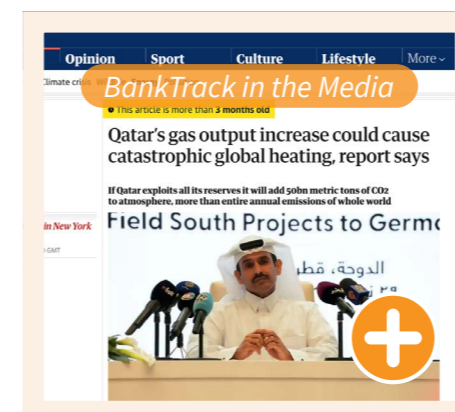 Opinion Sport Culture Lifestyle More
BankTrack in the Media
Climate crisis
This article is more than 3 months old
Qatar's gas output increase could cause
catastrophic global heating, report says
If Qatar exploits all its reserves it will add 50bn metric tons of CO2
to atmosphere, more than entire annual emissions of whole world
in New York
GMT
Field South Projects to Germ
الدوحة، قطر
٢٩